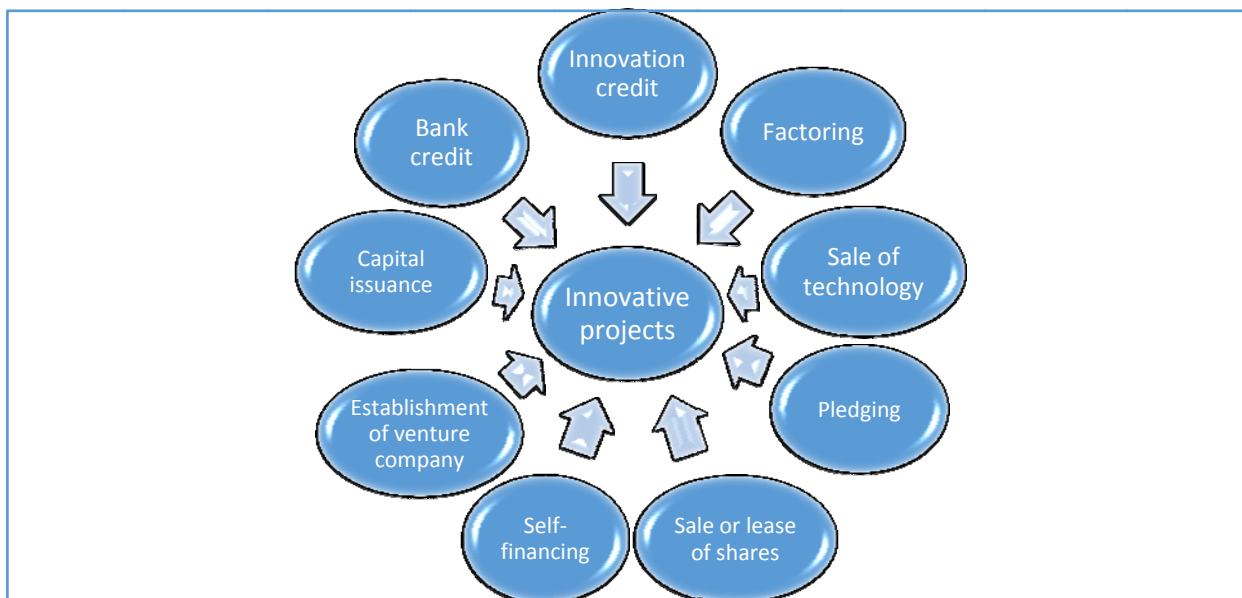 Innovation
credit
Factoring
Bank
credit
Sale of
technology
Capital
issuance
Innovative
projects
Pledging
Establishment
of venture
company
Self-
financing
Sale or lease
of shares